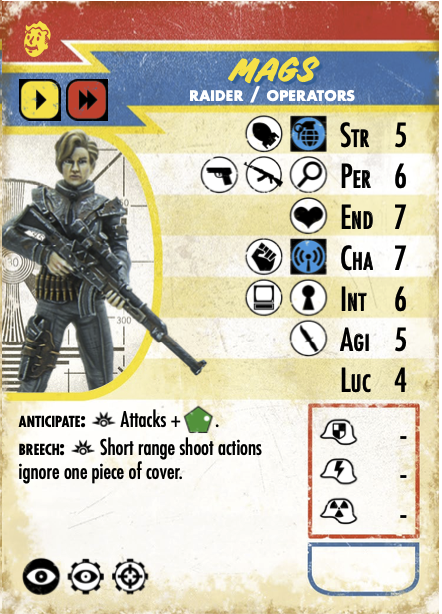 MAGS
RAIDER / OPERATORS
STR 5
PER 6
END 7
CHA 7
INT 6
AGI 5
LUC 4
300
ANTICIPATE: Attacks + .
BREECH: Short range shoot actions
ignore one piece of cover.
-
-
-